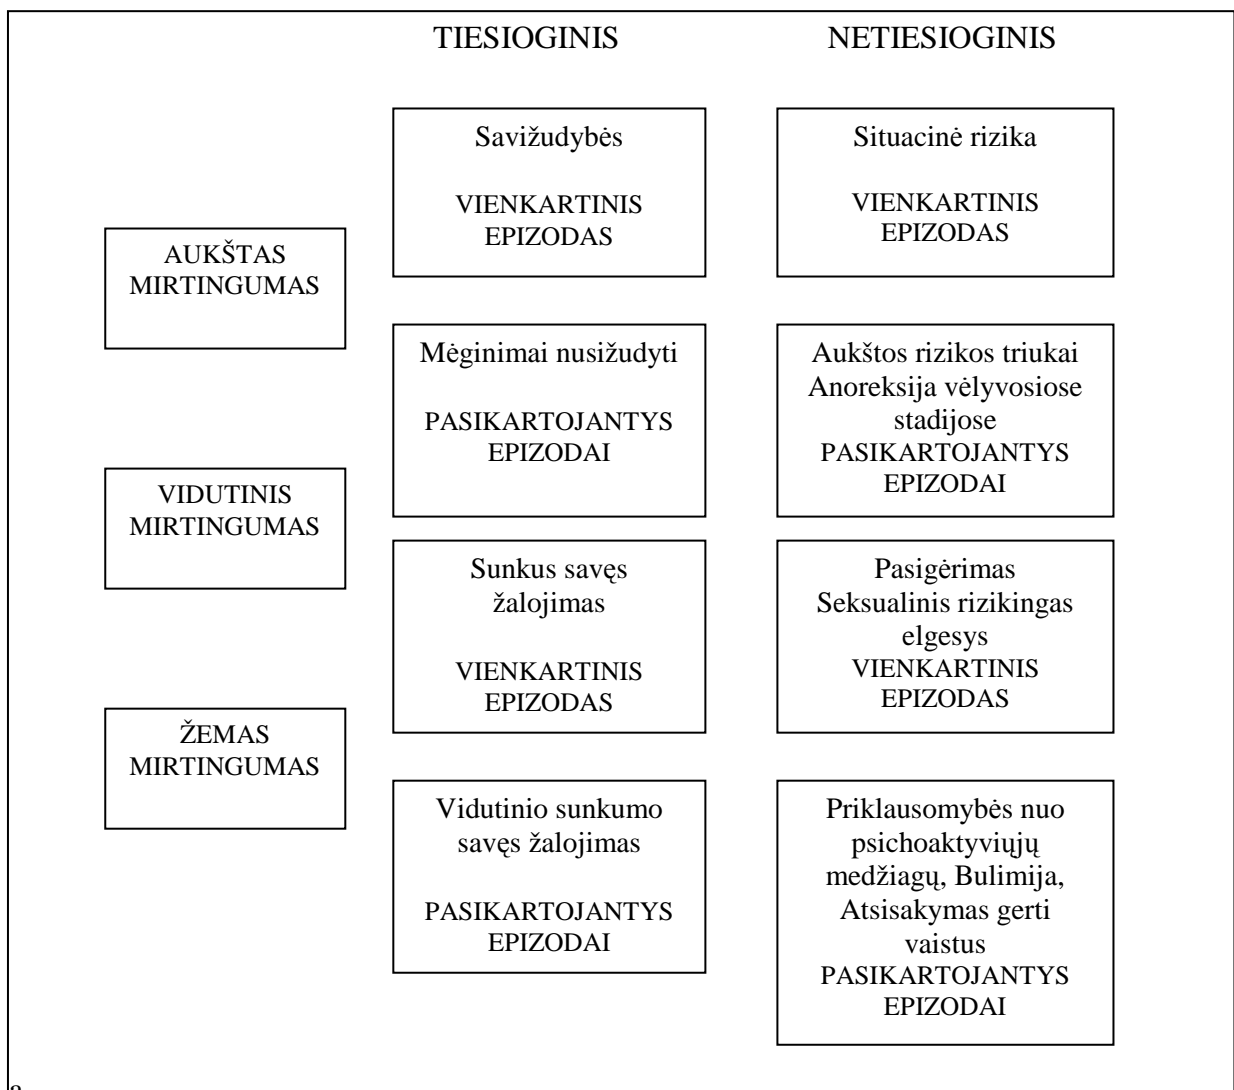 TIESIOGINIS
NETIESIOGINIS
Savižudybės
VIENKARTINIS
EPIZODAS
Situacinė rizika
VIENKARTINIS
EPIZODAS
AUKŠTAS
MIRTINGUMAS
Mėginimai nusižudyti
PASIKARTOJANTYS
EPIZODAI
Aukštos rizikos triukai
Anoreksija vėlyvosiose
stadijose
PASIKARTOJANTYS
EPIZODAI
VIDUTINIS
MIRTINGUMAS
Sunkus savęs
žalojimas
VIENKARTINIS
EPIZODAS
Pasigėrimas
Seksualinis rizikingas
elgesys
VIENKARTINIS
EPIZODAS
ŽEMAS
MIRTINGUMAS
Vidutinio sunkumo
savęs žalojimas
PASIKARTOJANTYS
EPIZODAI
Priklausomybės nuo
psichoaktyviųjų
medžiagų, Bulimija,
Atsisakymas gerti
vaistus
PASIKARTOJANTYS
EPIZODAI